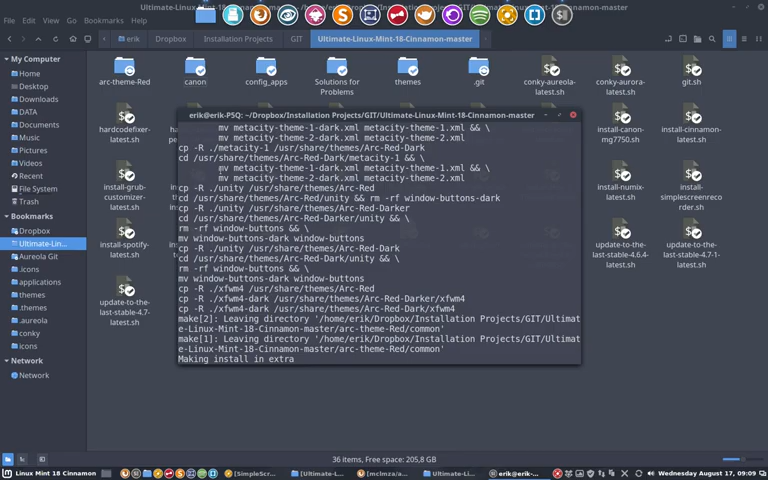 Ultimate-Linux-Mint-18-Cinnamon-master
File Edit View Go Bookmarks Help
erik Dropbox Installation Projects GIT Ultimate-Linux-Mint-18-Cinnamon-master
My Computer
Home
Desktop
Downloads
DATA
Documents
Music
Pictures
Videos
Recent
File System
Trash
Bookmarks
Dropbox
Ultimate-Lin...
Aureola Git
.icons
applications
themes
.themes
.aureola
conky
icons
Network
Network
arc-theme-Red
canon
config_apps
Solutions for
Problems
themes
.git
conky-aureola-
latest.sh
conky-aurora-
latest.sh
git.sh
hardcodefixer-
latest.sh
install-canon-
mg7750.sh
install-cinnamon-
latest.sh
install-grub-
customizer-
latest.sh
install-numix-
latest.sh
install-
simplescreenreco
rder.sh
install-spotify-
latest.sh
update-to-the-
last-stable-4.6.4-
latest.sh
update-to-the-
last-stable-4.7-1-
latest.sh
update-to-the-
last-stable-4.7-
latest.sh
erik@erik-P5Q: ~/Dropbox/Installation Projects/GIT/Ultimate-Linux-Mint-18-Cinnamon-master
mv metacity-theme-1-dark.xml metacity-theme-1.xml && \
mv metacity-theme-2-dark.xml metacity-theme-2.xml
cp -R ./metacity-1 /usr/share/themes/Arc-Red-Dark
cd /usr/share/themes/Arc-Red-Dark/metacity-1 && \
mv metacity-theme-1-dark.xml metacity-theme-1.xml && \
mv metacity-theme-2-dark.xml metacity-theme-2.xml
cp -R ./unity /usr/share/themes/Arc-Red
cd /usr/share/themes/Arc-Red/unity && rm -rf window-buttons-dark
cp -R ./unity /usr/share/themes/Arc-Red-Darker
cd /usr/share/themes/Arc-Red-Darker/unity && \
rm -rf window-buttons && \
mv window-buttons-dark window-buttons
cp -R ./unity /usr/share/themes/Arc-Red-Dark
cd /usr/share/themes/Arc-Red-Dark/unity && \
rm -rf window-buttons && \
mv window-buttons-dark window-buttons
cp -R ./xfwm4 /usr/share/themes/Arc-Red
cp -R ./xfwm4-dark /usr/share/themes/Arc-Red-Darker/xfwm4
cp -R ./xfwm4-dark /usr/share/themes/Arc-Red-Dark/xfwm4
make[2]: Leaving directory '/home/erik/Dropbox/Installation Projects/GIT/Ultimat
e-Linux-Mint-18-Cinnamon-master/arc-theme-Red/common'
make[1]: Leaving directory '/home/erik/Dropbox/Installation Projects/GIT/Ultimat
e-Linux-Mint-18-Cinnamon-master/arc-theme-Red/common'
Making install in extra
36 items, Free space: 205,8 GB
Linux Mint 18 Cinnamon
[SimpleScr...
[Ultimate-L...
[mclmza/a...
Ultimate-Li...
erik@erik-...
Wednesday August 17, 09:09